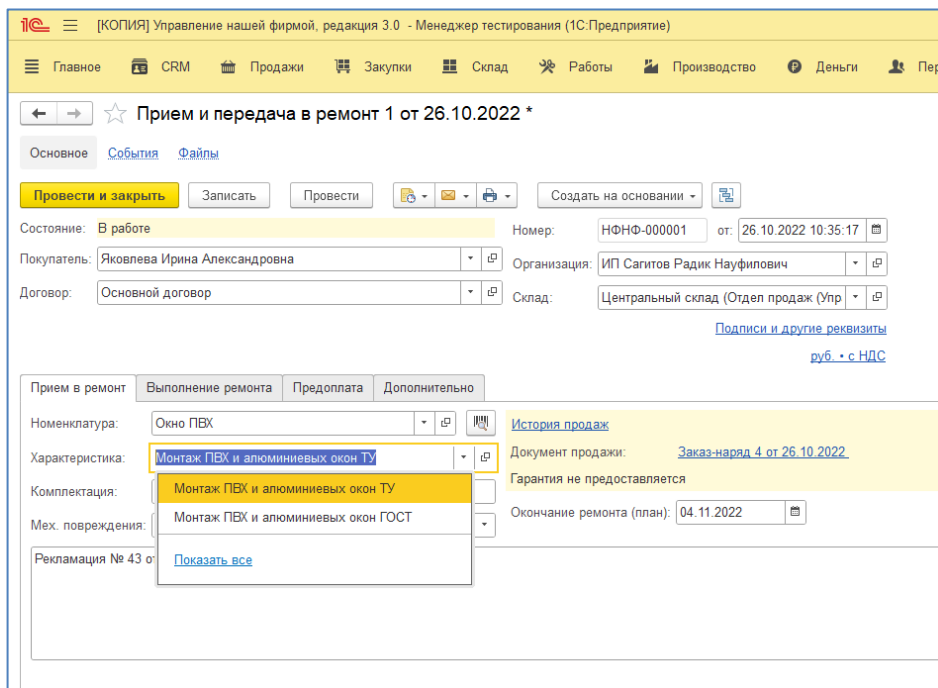 1С [КОПИЯ] Управление нашей фирмой, редакция 3.0 - Менеджер тестирования (1С:Предприятие)
Главное CRM Продажи Закупки Склад Работы Производство Деньги Пер
Прием и передача в ремонт 1 от 26.10.2022 *
Основное События Файлы
Провести и закрыть Записать Провести Создать на основании
Состояние: В работе Номер: НФНФ-000001 от: 26.10.2022 10:35:17
Покупатель: Яковлева Ирина Александровна Организация: ИП Сагитов Радик Науфилович
Договор: Основной договор Склад: Центральный склад (Отдел продаж (Упр
Подписи и другие реквизиты
руб. • с НДС
Прием в ремонт Выполнение ремонта Предоплата Дополнительно
Номенклатура: Окно ПВХ История продаж
Характеристика: Монтаж ПВХ и алюминиевых окон ТУ Документ продажи: Заказ-наряд 4 от 26.10.2022
Комплектация: Монтаж ПВХ и алюминиевых окон ТУ Гарантия не предоставляется
Мех. повреждения: Монтаж ПВХ и алюминиевых окон ГОСТ Окончание ремонта (план): 04.11.2022
Рекламация № 43 от Показать все